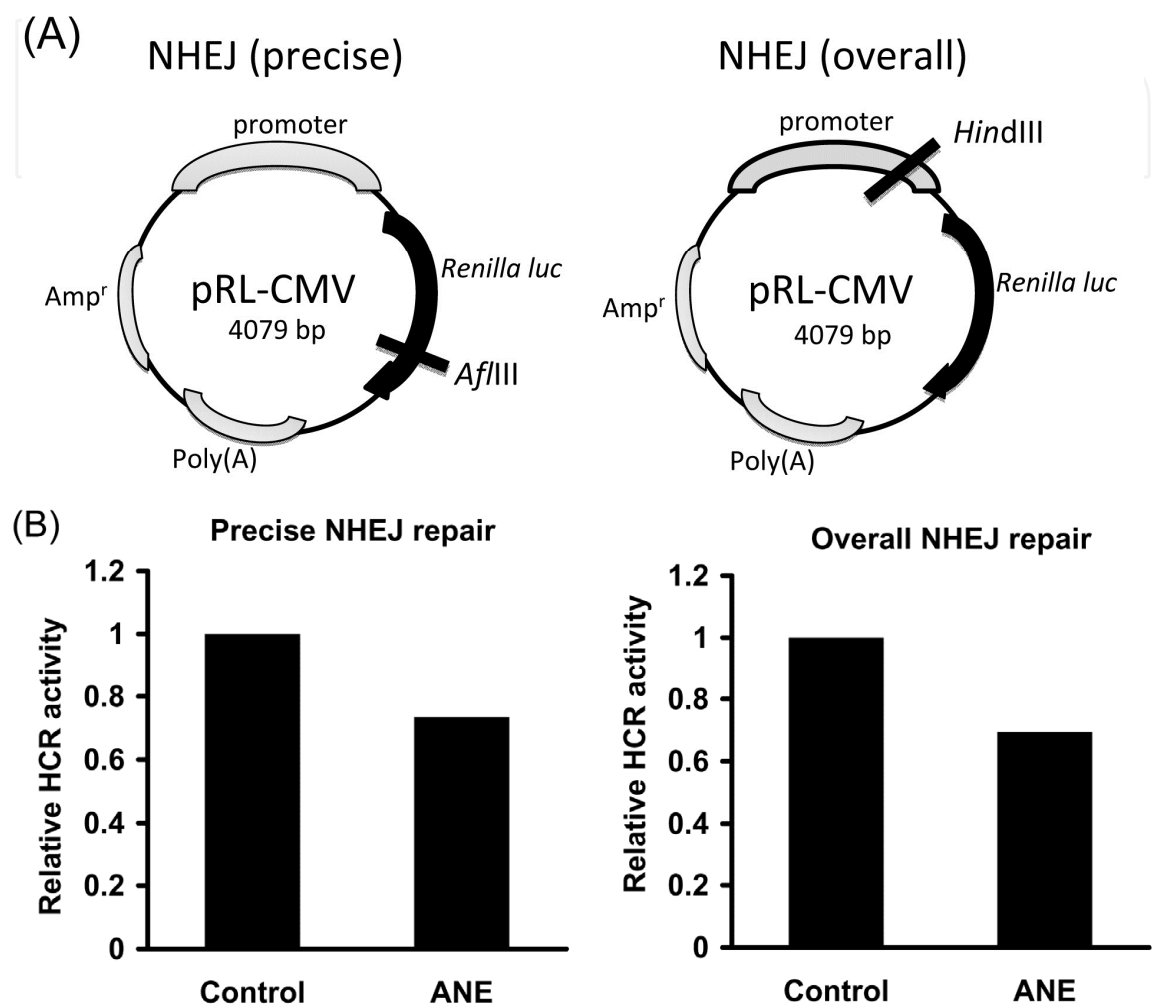 (A)
NHEJ (precise)
promoter
Renilla luc
pRL-CMV
4079 bp
Ampʳ
AflIII
Poly(A)
NHEJ (overall)
promoter
HindIII
Renilla luc
pRL-CMV
4079 bp
Ampʳ
Poly(A)
(B)
Precise NHEJ repair
Relative HCR activity
1.2
1
0.8
0.6
0.4
0.2
0
Control
ANE
Overall NHEJ repair
Relative HCR activity
1.2
1
0.8
0.6
0.4
0.2
0
Control
ANE